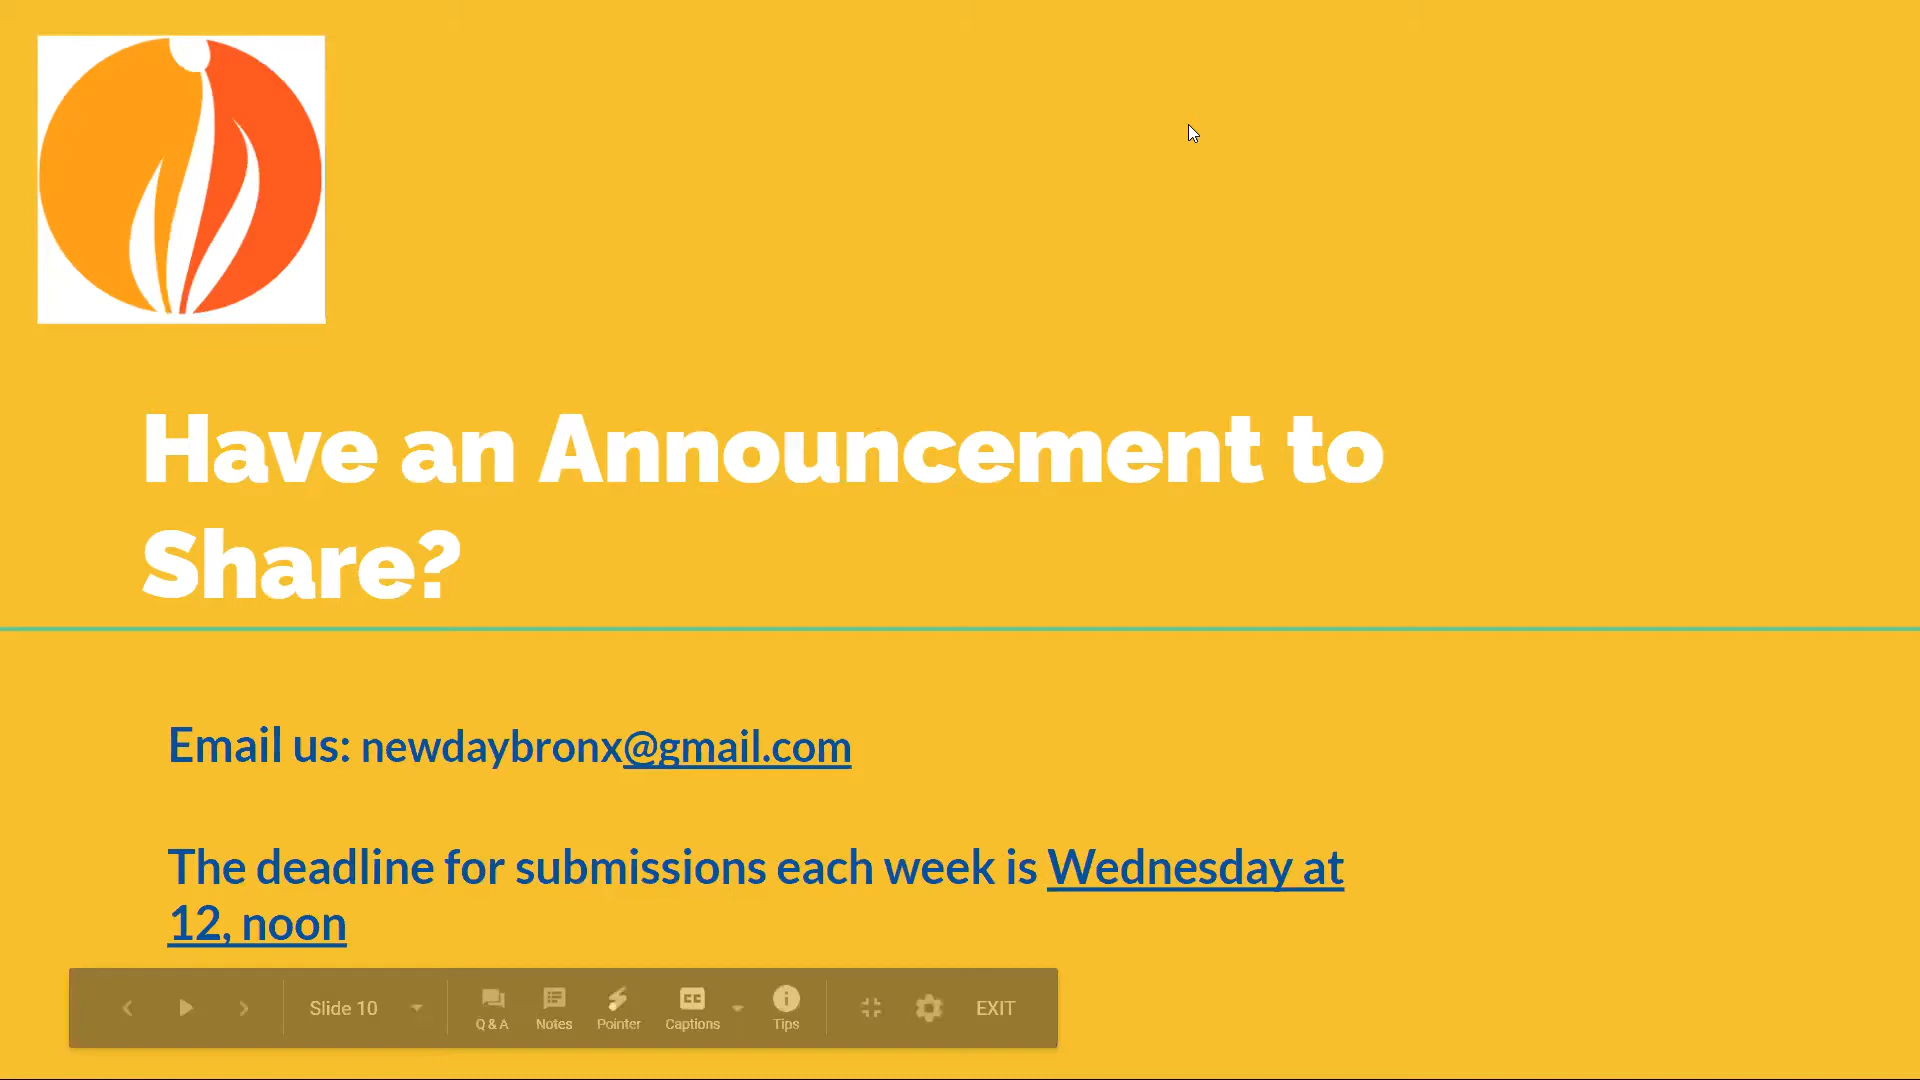 Have an Announcement to
Share?
Email us: newdaybronx@gmail.com
The deadline for submissions each week is Wednesday at
12, noon
Slide 10
Q & A
Notes
Pointer
CC
Captions
Tips
EXIT